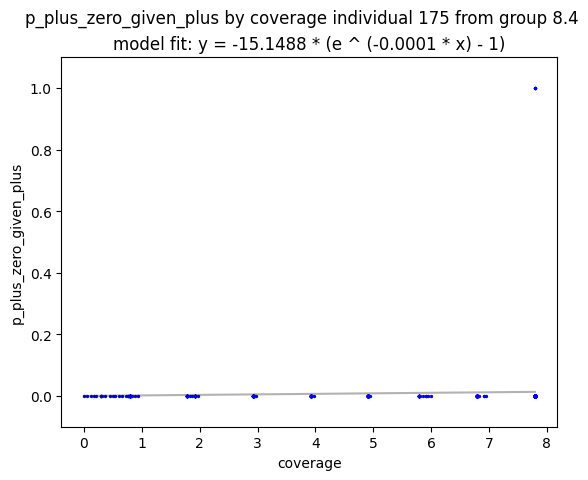 p_plus_zero_given_plus by coverage individual 175 from group 8.4
model fit: y = -15.1488 * (e ^ (-0.0001 * x) - 1)
1.0
0.8
0.6
0.4
0.2
0.0
p_plus_zero_given_plus
0 1 2 3 4 5 6 7 8
coverage